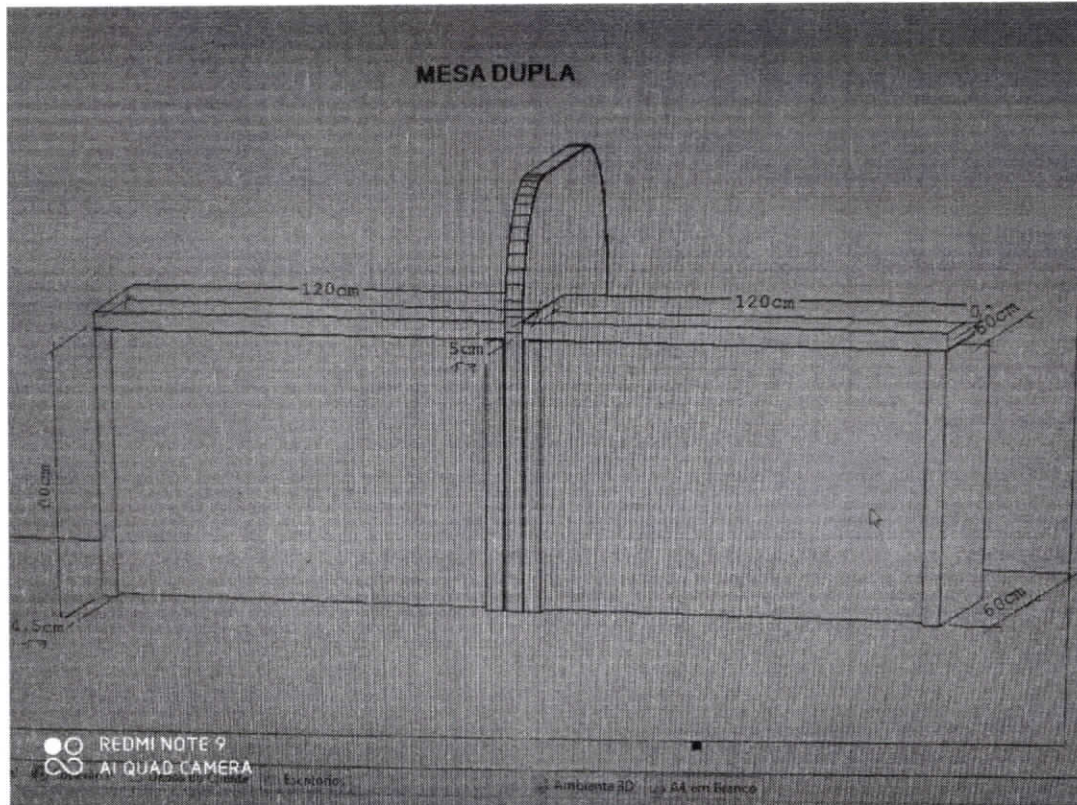 MESA DUPLA
120cm
120cm
60cm
5cm
4.5cm
60cm
REDMI NOTE 9
AI QUAD CAMERA
Escritórios
Ambiente 3D
A4 em Branco